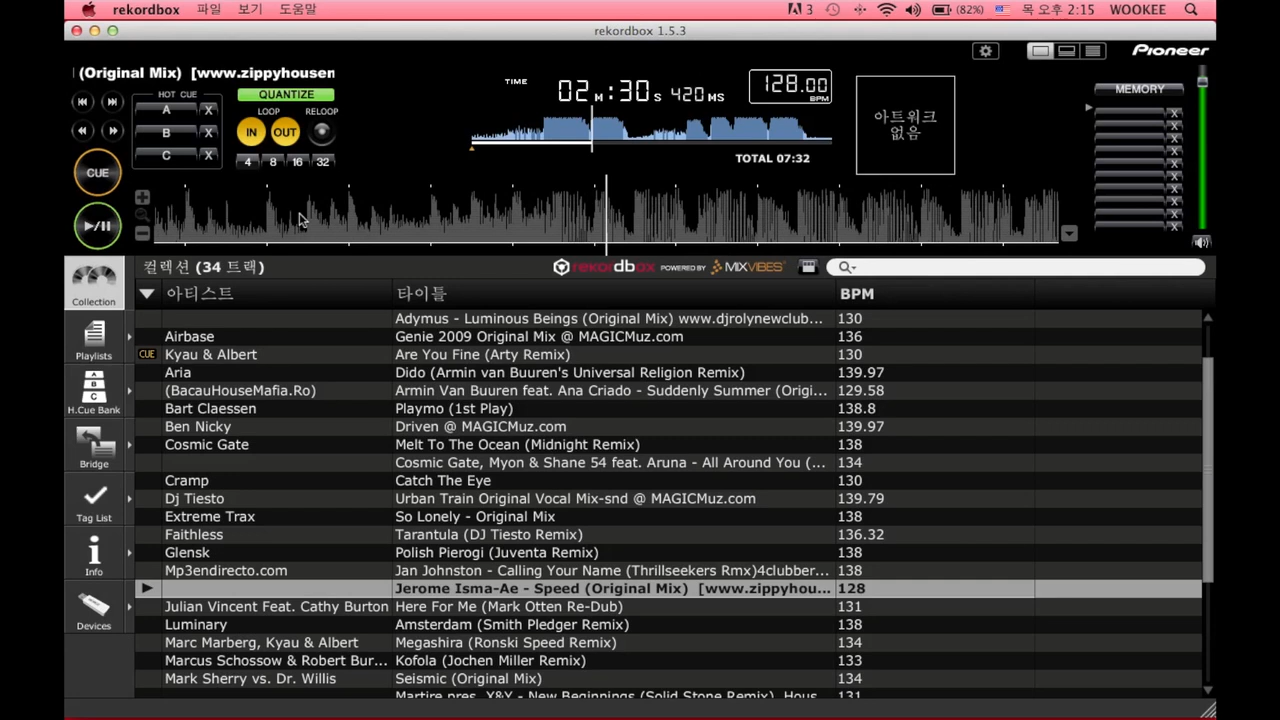 rekordbox 파일 보기 도움말 3 (82%) 목 오후 2:15 WOOKEE
rekordbox 1.5.3
Pioneer
(Original Mix) [www.zippyhousen
HOT CUE
A X
B X
C X
QUANTIZE
LOOP RELOOP
IN OUT
4 8 16 32
TIME 02 M:30 S 420 MS
128.00 BPM
TOTAL 07:32
아트워크
없음
MEMORY
X
X
X
X
X
X
X
X
X
X
CUE
컬렉션 (34 트랙) rekordbox POWERED BY MIXVIBES
Collection
Playlists
A
B
C
H.Cue Bank
Bridge
Tag List
Info
Devices
아티스트 타이틀 BPM
Adymus - Luminous Beings (Original Mix) www.djrolynewclub... 130
Airbase Genie 2009 Original Mix @ MAGICMuz.com 136
CUE Kyau & Albert Are You Fine (Arty Remix) 130
Aria Dido (Armin van Buuren's Universal Religion Remix) 139.97
(BacauHouseMafia.Ro) Armin Van Buuren feat. Ana Criado - Suddenly Summer (Origi... 129.58
Bart Claessen Playmo (1st Play) 138.8
Ben Nicky Driven @ MAGICMuz.com 139.97
Cosmic Gate Melt To The Ocean (Midnight Remix) 138
Cosmic Gate, Myon & Shane 54 feat. Aruna - All Around You (... 134
Cramp Catch The Eye 130
Dj Tiesto Urban Train Original Vocal Mix-snd @ MAGICMuz.com 139.79
Extreme Trax So Lonely - Original Mix 138
Faithless Tarantula (DJ Tiesto Remix) 136.32
Glensk Polish Pierogi (Juventa Remix) 138
Mp3endirecto.com Jan Johnston - Calling Your Name (Thrillseekers Rmx)4clubber... 138
Jerome Isma-Ae - Speed (Original Mix) [www.zippyhou... 128
Julian Vincent Feat. Cathy Burton Here For Me (Mark Otten Re-Dub) 131
Luminary Amsterdam (Smith Pledger Remix) 138
Marc Marberg, Kyau & Albert Megashira (Ronski Speed Remix) 134
Marcus Schossow & Robert Bur... Kofola (Jochen Miller Remix) 133
Mark Sherry vs. Dr. Willis Seismic (Original Mix) 134
Martire pres. Y&Y - New Beginnings (Solid Stone Remix) Hous 131